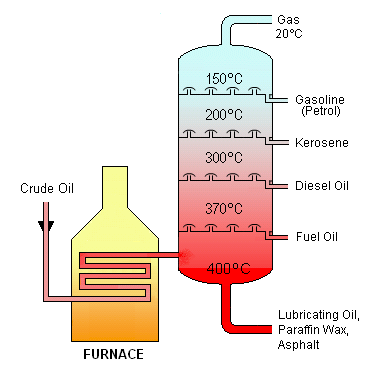 Gas
20°C
150°C
Gasoline
(Petrol)
200°C
Kerosene
300°C
Crude Oil
Diesel Oil
370°C
Fuel Oil
400°C
Lubricating Oil,
Paraffin Wax,
Asphalt
FURNACE